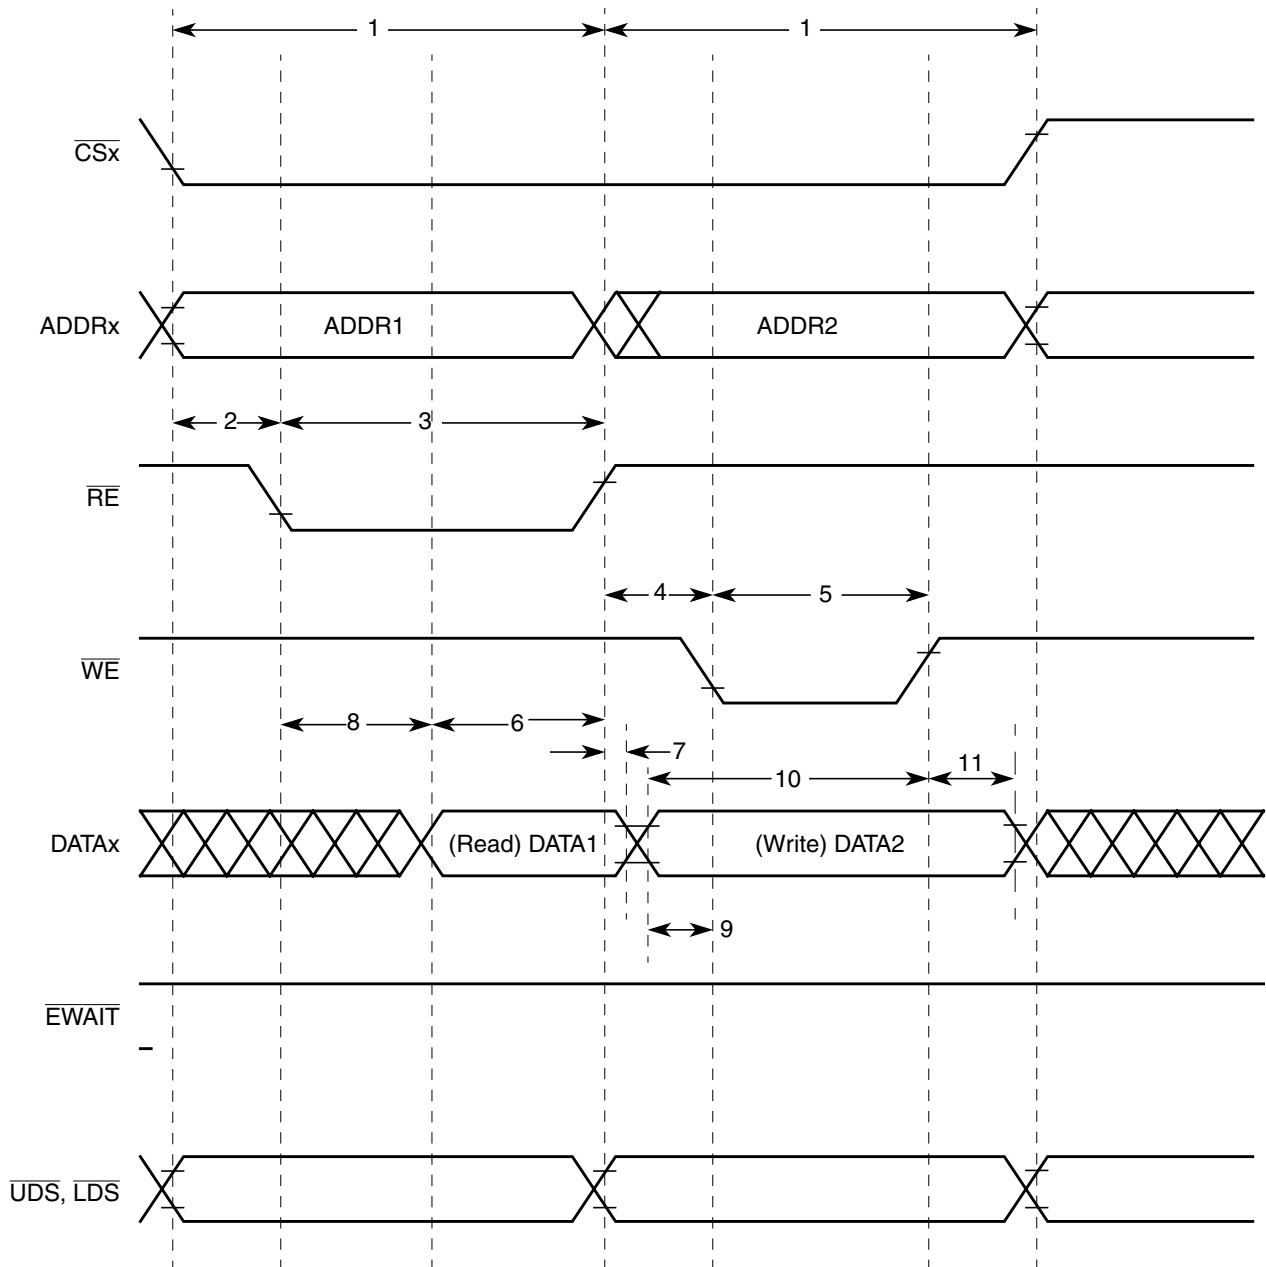 1 1
CSx
ADDRx ADDR1 ADDR2
2 3
RE
4 5
WE
8 6
7
10 11
DATAx (Read) DATA1 (Write) DATA2
9
EWAIT
UDS, LDS